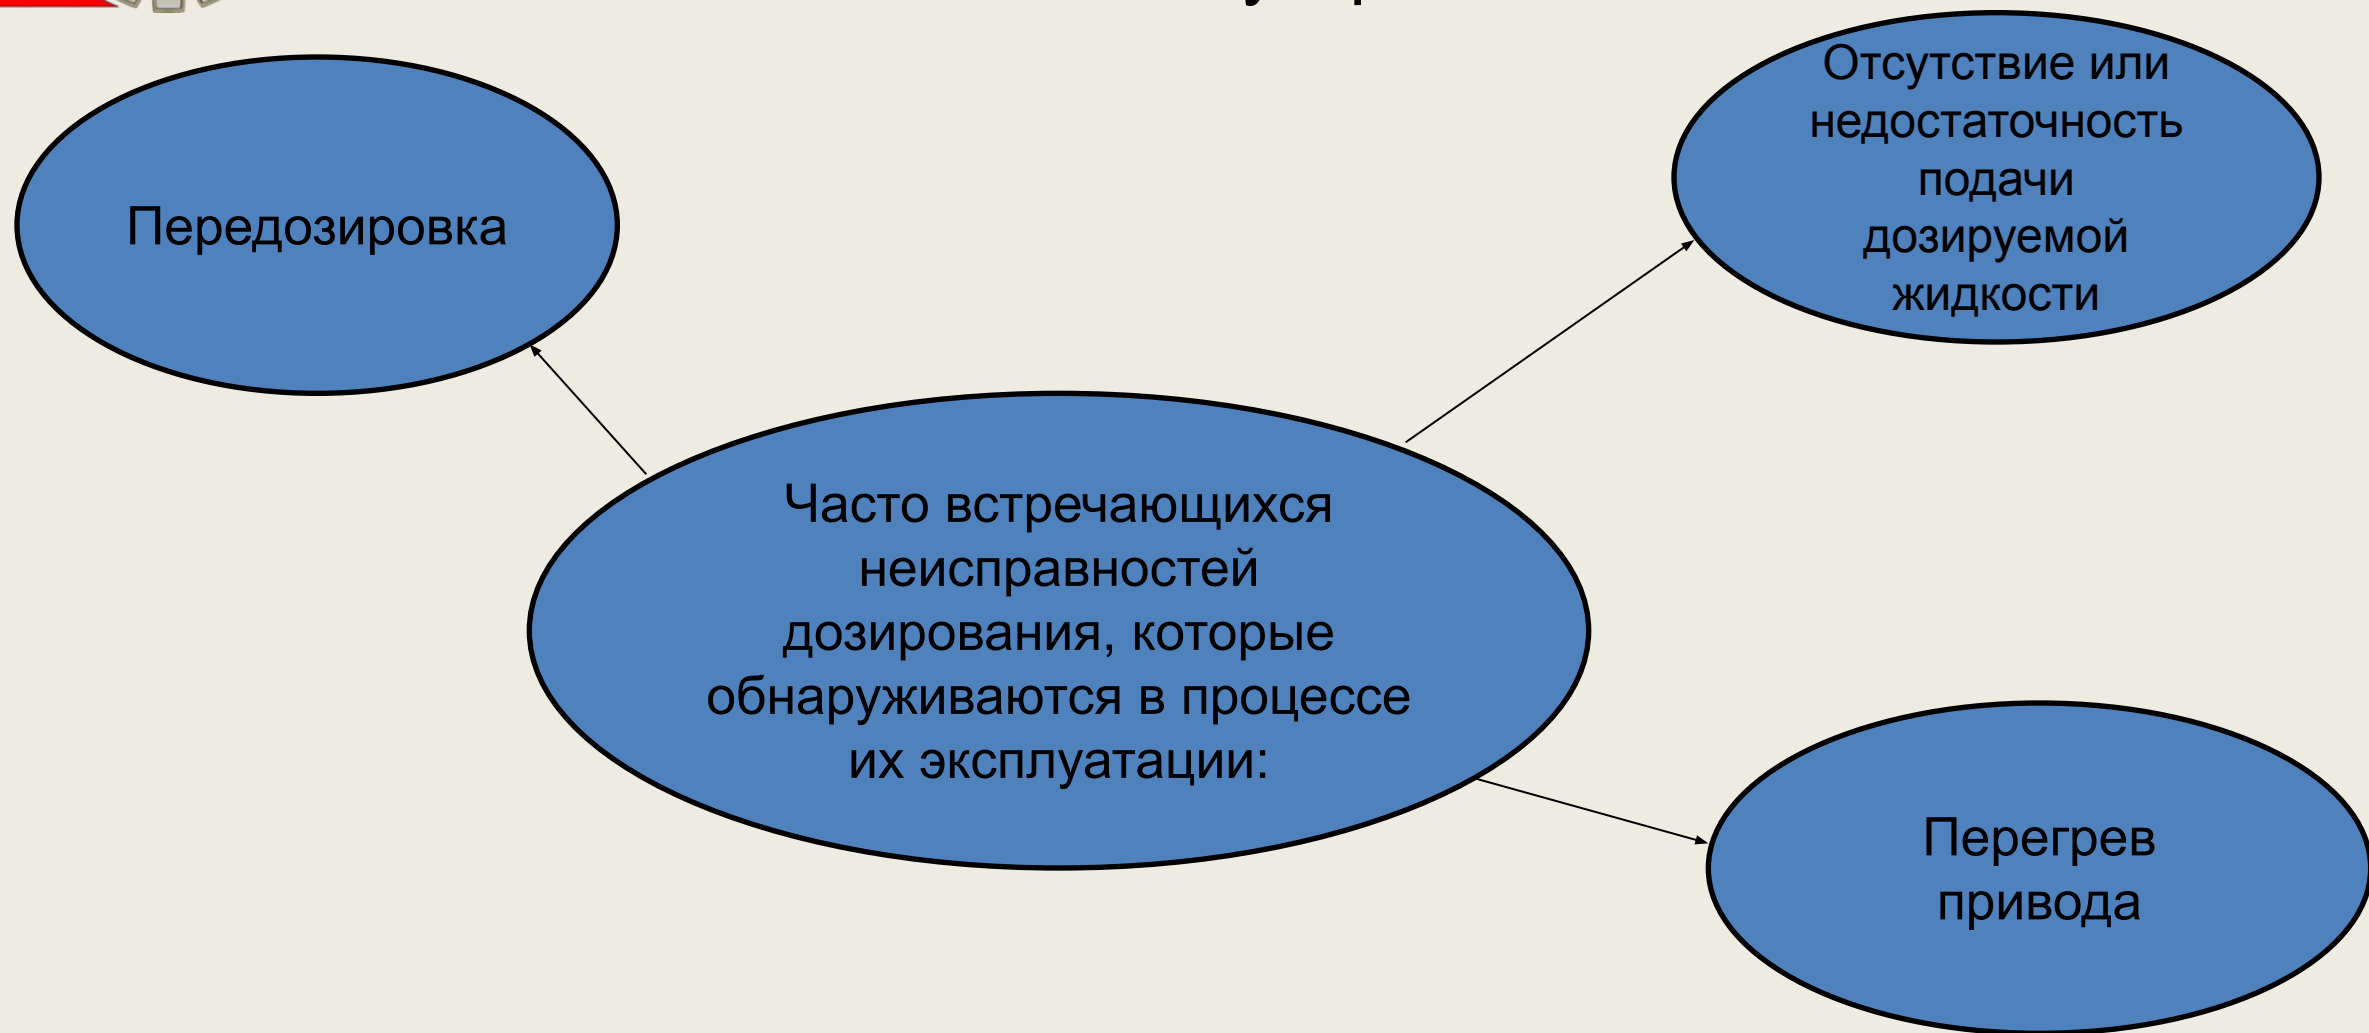 Передозировка
Отсутствие или
недостаточность
подачи
дозируемой
жидкости
Часто встречающихся
неисправностей
дозирования, которые
обнаруживаются в процессе
их эксплуатации:
Перегрев
привода